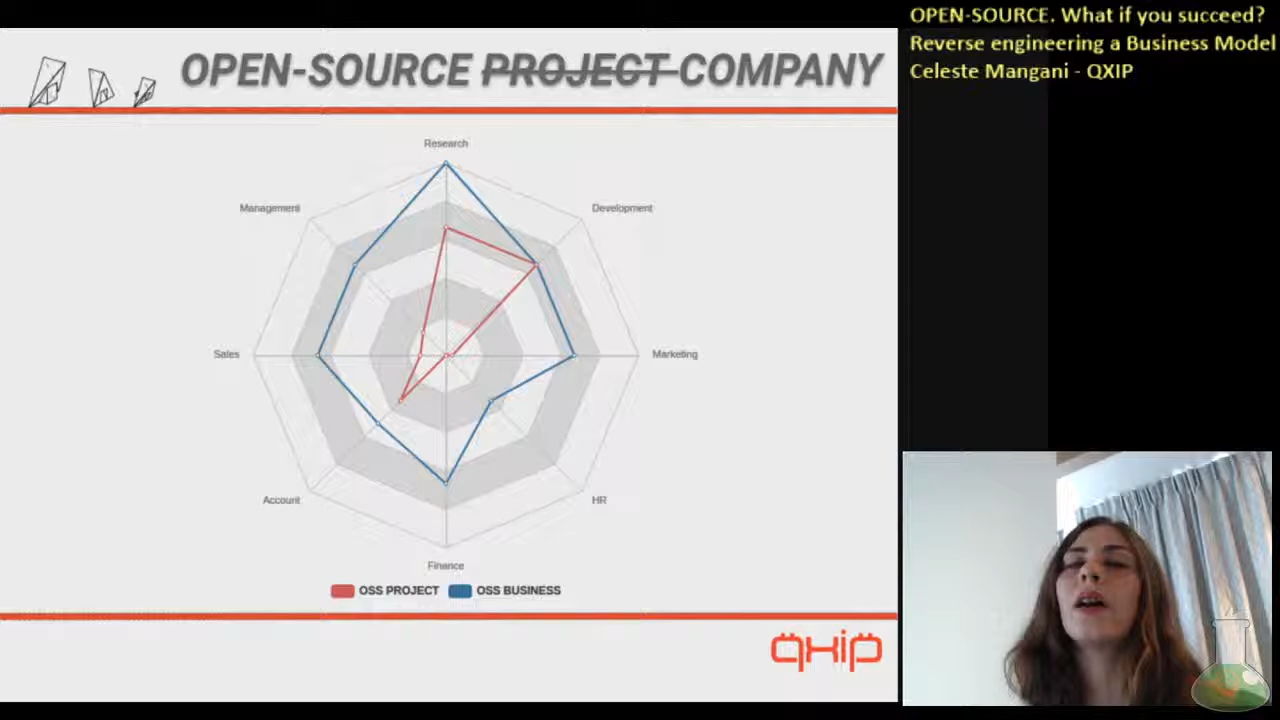 OPEN-SOURCE PROJECT COMPANY
OPEN-SOURCE. What if you succeed?
Reverse engineering a Business Model
Celeste Mangani - QXIP
Research
Management
Development
Sales
Marketing
Account
HR
Finance
OSS PROJECT
OSS BUSINESS
qxip